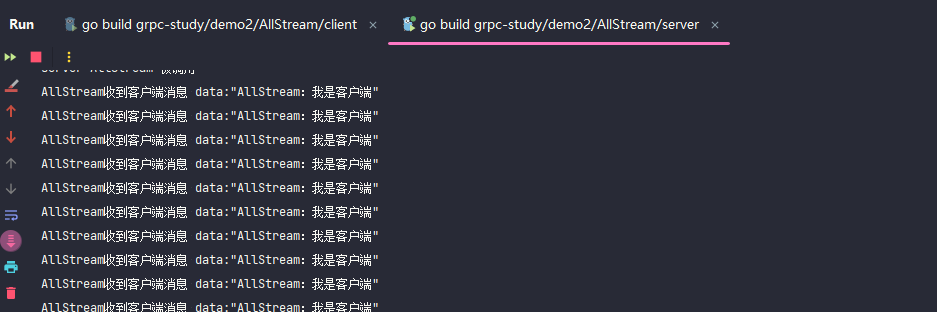 Run
go build grpc-study/demo2/AllStream/client
go build grpc-study/demo2/AllStream/server
Server AllStream 被调用
AllStream收到客户端消息 data:"AllStream：我是客户端"
AllStream收到客户端消息 data:"AllStream：我是客户端"
AllStream收到客户端消息 data:"AllStream：我是客户端"
AllStream收到客户端消息 data:"AllStream：我是客户端"
AllStream收到客户端消息 data:"AllStream：我是客户端"
AllStream收到客户端消息 data:"AllStream：我是客户端"
AllStream收到客户端消息 data:"AllStream：我是客户端"
AllStream收到客户端消息 data:"AllStream：我是客户端"
AllStream收到客户端消息 data:"AllStream：我是客户端"
AllStream收到客户端消息 data:"AllStream：我是客户端"